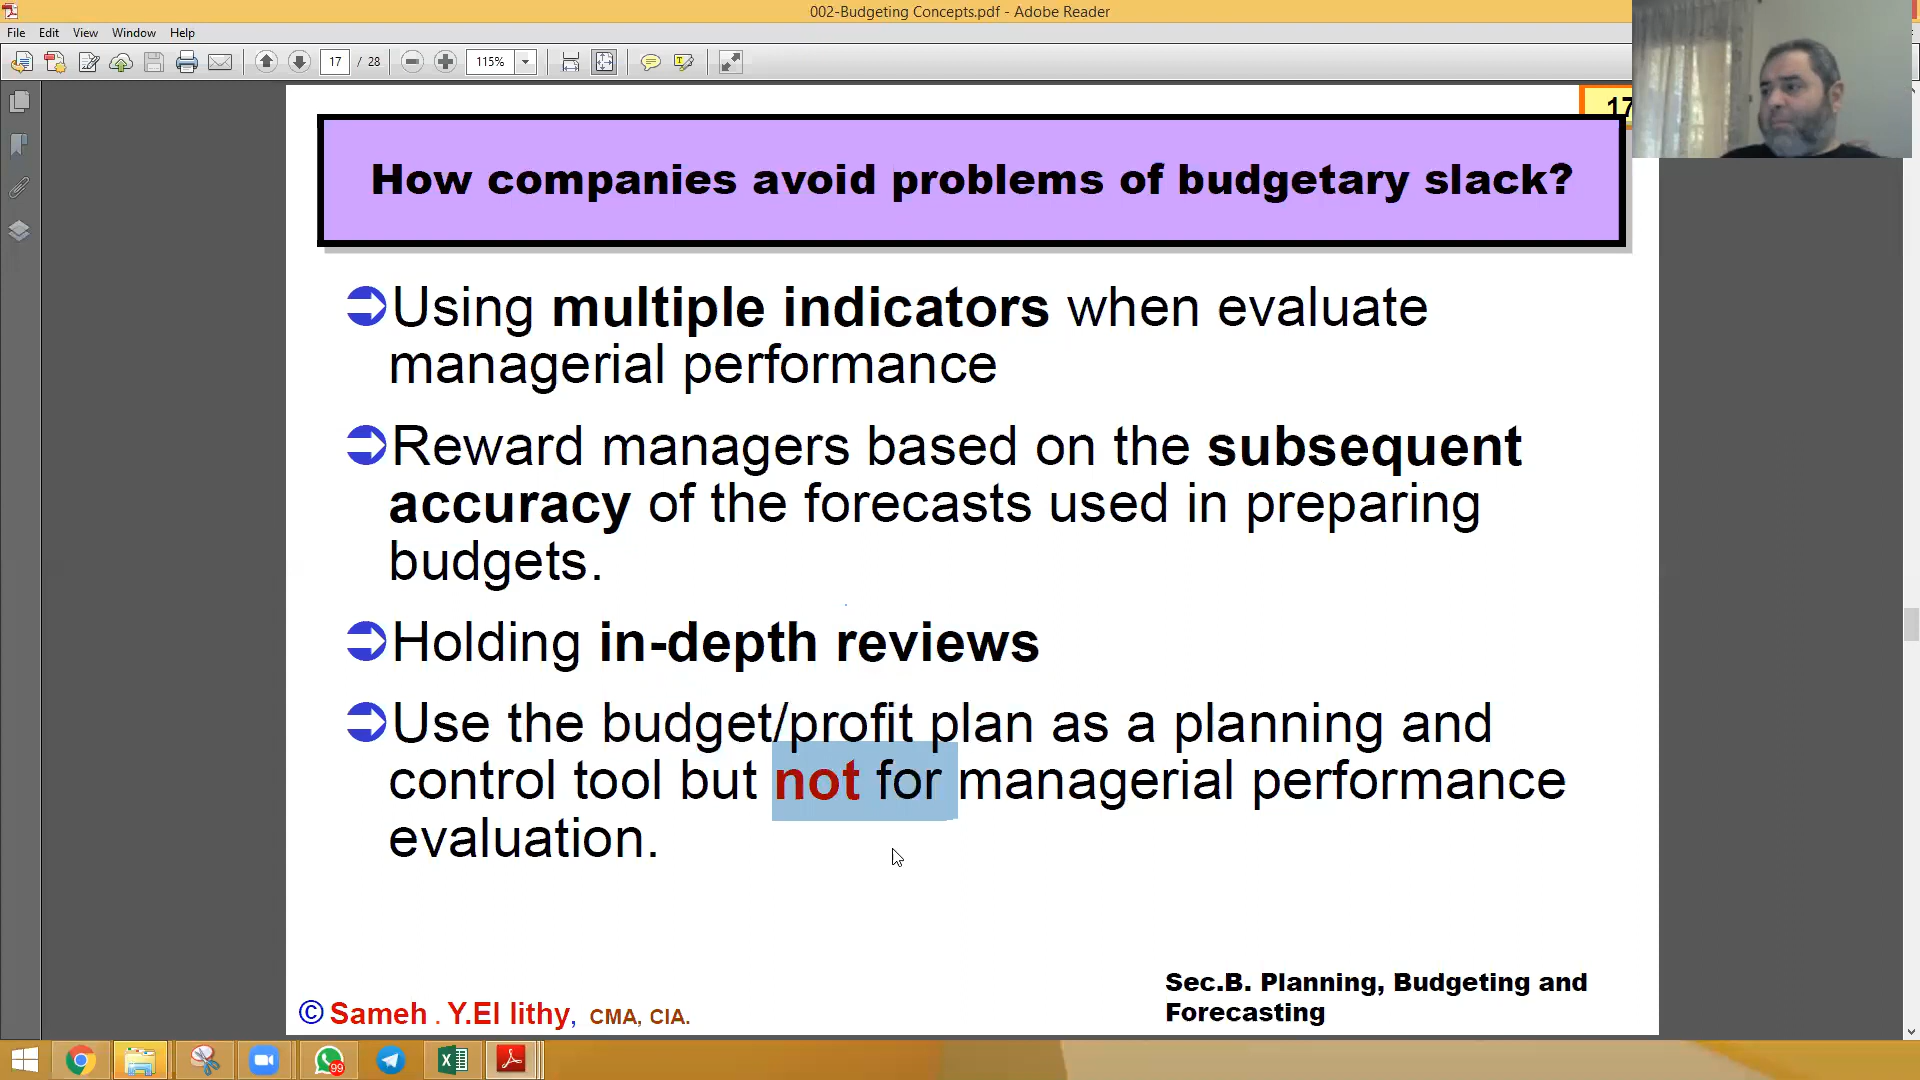 002-Budgeting Concepts.pdf - Adobe Reader
File Edit View Window Help
17 / 28 115%
17
How companies avoid problems of budgetary slack?
Using multiple indicators when evaluate
managerial performance
Reward managers based on the subsequent
accuracy of the forecasts used in preparing
budgets.
Holding in-depth reviews
Use the budget/profit plan as a planning and
control tool but not for managerial performance
evaluation.
Sec.B. Planning, Budgeting and
Forecasting
© Sameh . Y.El lithy, CMA, CIA.
99